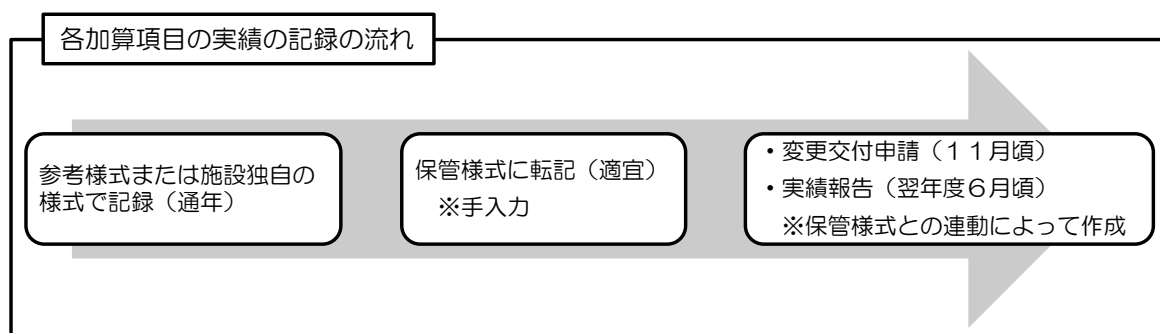 各加算項目の実績の記録の流れ
参考様式または施設独自の
様式で記録（通年）
保管様式に転記（適宜）
※手入力
・変更交付申請（１１月頃）
・実績報告（翌年度６月頃）
※保管様式との連動によって作成